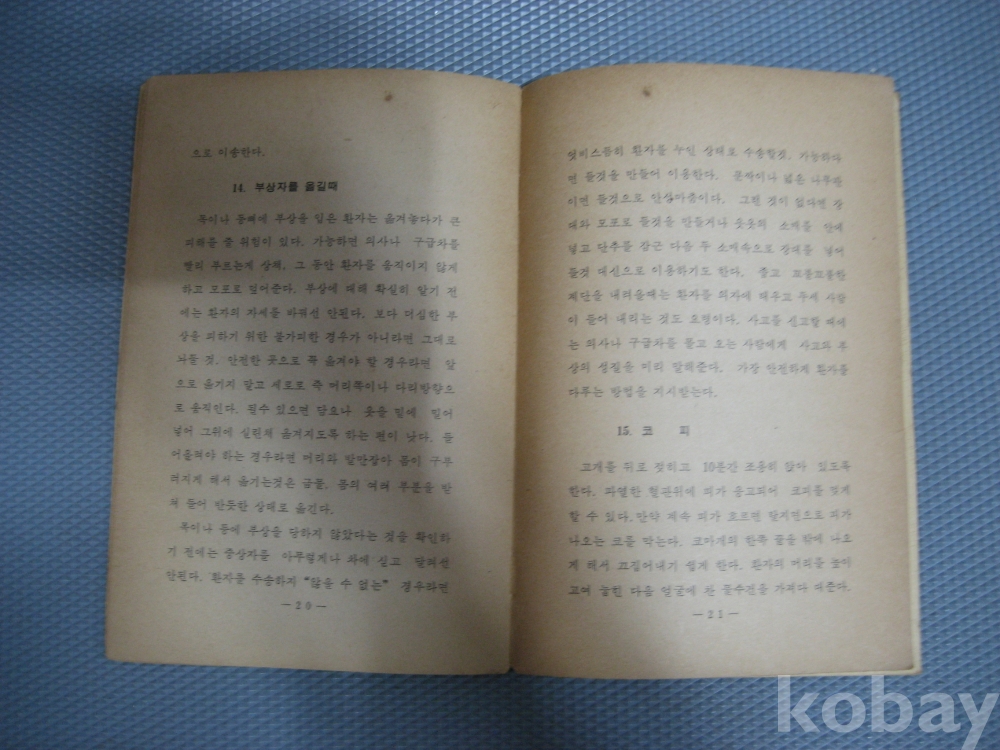 으로 이송한다.
14. 부상자를 옮길때
목이나 등뼈에 부상을 입은 환자는 옮겨놓다가 큰
피해를 줄 위험이 있다. 가능하면 의사나 구급차를
빨리 부르는게 상책, 그 동안 환자를 움직이지 않게
하고 모포로 덮어준다. 부상에 대해 확실히 알기 전
에는 환자의 자세를 바꿔선 안된다. 보다 더심한 부
상을 피하기 위한 불가피한 경우가 아니라면 그대로
놔둘 것. 안전한 곳으로 꼭 옮겨야 할 경우라면 앞
으로 옮기지 말고 세로로 즉 머리쪽이나 다리방향으
로 움직인다. 될수 있으면 담요나 옷을 밑에 밀어
넣어 그위에 실린채 옮겨지도록 하는 편이 낫다. 들
어올려야 하는 경우라면 머리와 발만잡아 몸이 구부
려지게 해서 옮기는것은 금물. 몸의 여러 부분을 받
쳐 들어 반듯한 상태로 옮긴다.
목이나 등에 부상을 당하지 않았다는 것을 확인하
기 전에는 중상자를 아무렇게나 차에 싣고 달려선
안된다. 환자를 수송하지 “않을 수 없는” 경우라면
—20—
엇비스듬히 환자를 누인 상태로 수송할것. 가능하다
면 들것을 만들어 이용한다. 문짝이나 넓은 나무판
이면 들것으로 안성마춤이다. 그런 것이 없다면 장
대와 모포로 들것을 만들거나 웃옷의 소매를 안에
넣고 단추를 잠근 다음 두 소매속으로 장대를 넣어
들것 대신으로 이용하기도 한다. 좁고 꼬불꼬불한
계단을 내려올때는 환자를 의자에 태우고 두세 사람
이 들어 내리는 것도 요령이다. 사고를 신고할 때에
는 의사나 구급차를 몰고 오는 사람에게 사고와 부
상의 성질을 미리 말해준다. 가장 안전하게 환자를
다루는 방법을 지시받는다.
15. 코 피
고개를 뒤로 젖히고 10분간 조용히 앉아 있도록
한다. 파열한 혈관위에 피가 응고되어 코피를 멎게
할 수 있다. 만약 계속 피가 흐르면 탈지면으로 피가
나오는 코를 막는다. 코마개의 한쪽 끝을 밖에 나오
게 해서 끄집어내기 쉽게 한다. 환자의 머리를 높이
고여 눕힌 다음 얼굴에 찬 물수건을 가져다 대준다.
—21—
kobay